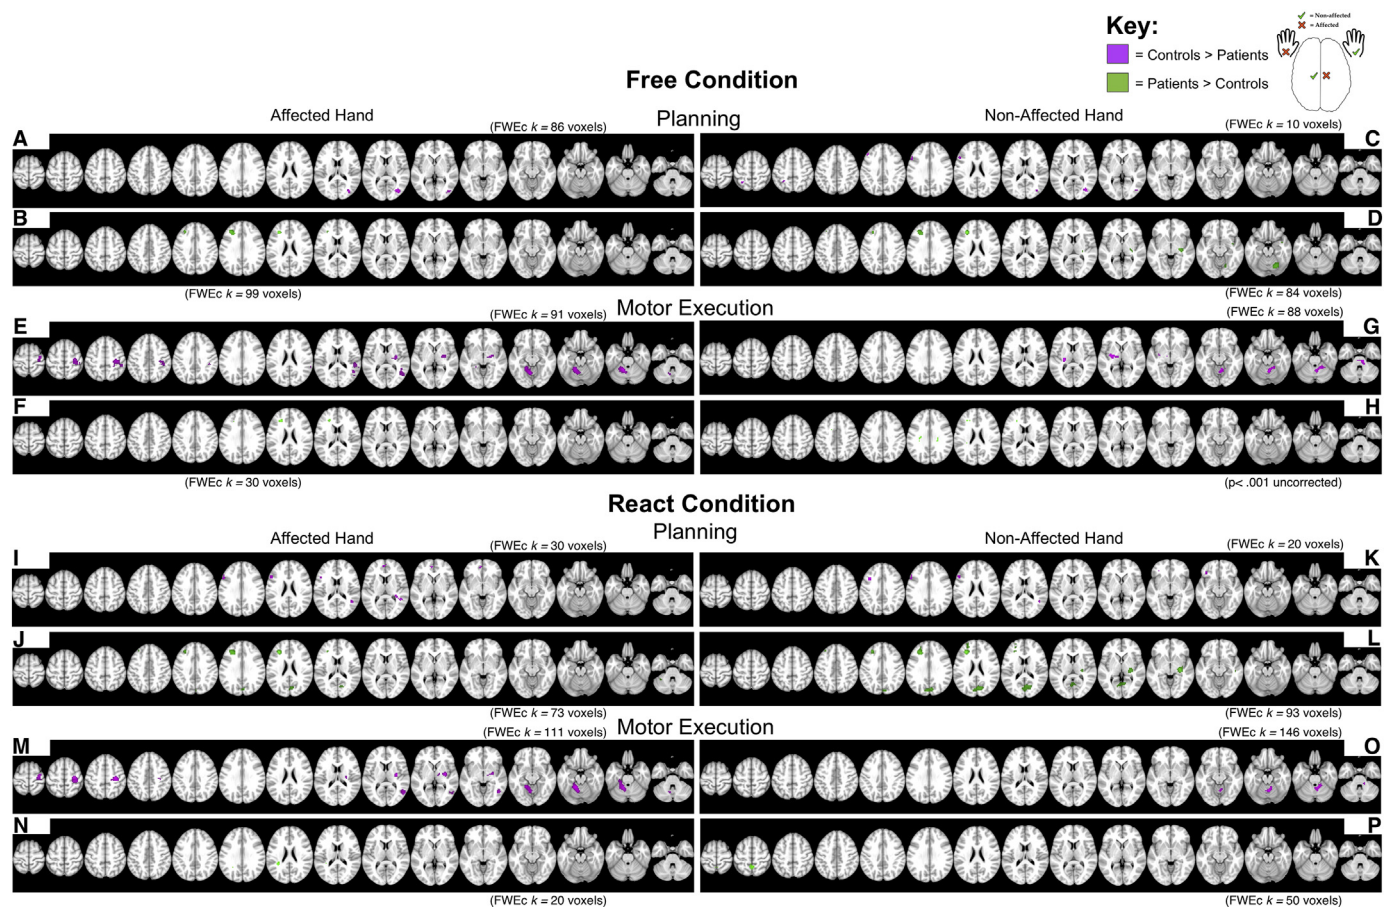 Key:
✓ = Non-affected
✖ = Affected
= Controls > Patients
= Patients > Controls
Free Condition
Affected Hand
Planning
Non-Affected Hand
(FWEc k = 86 voxels)
(FWEc k = 10 voxels)
A
C
B
D
(FWEc k = 99 voxels)
(FWEc k = 84 voxels)
Motor Execution
(FWEc k = 91 voxels)
(FWEc k = 88 voxels)
E
G
F
H
(FWEc k = 30 voxels)
(p< .001 uncorrected)
React Condition
Planning
Affected Hand
Non-Affected Hand
(FWEc k = 30 voxels)
(FWEc k = 20 voxels)
I
K
J
L
(FWEc k = 73 voxels)
(FWEc k = 93 voxels)
Motor Execution
(FWEc k = 111 voxels)
(FWEc k = 146 voxels)
M
O
N
P
(FWEc k = 20 voxels)
(FWEc k = 50 voxels)